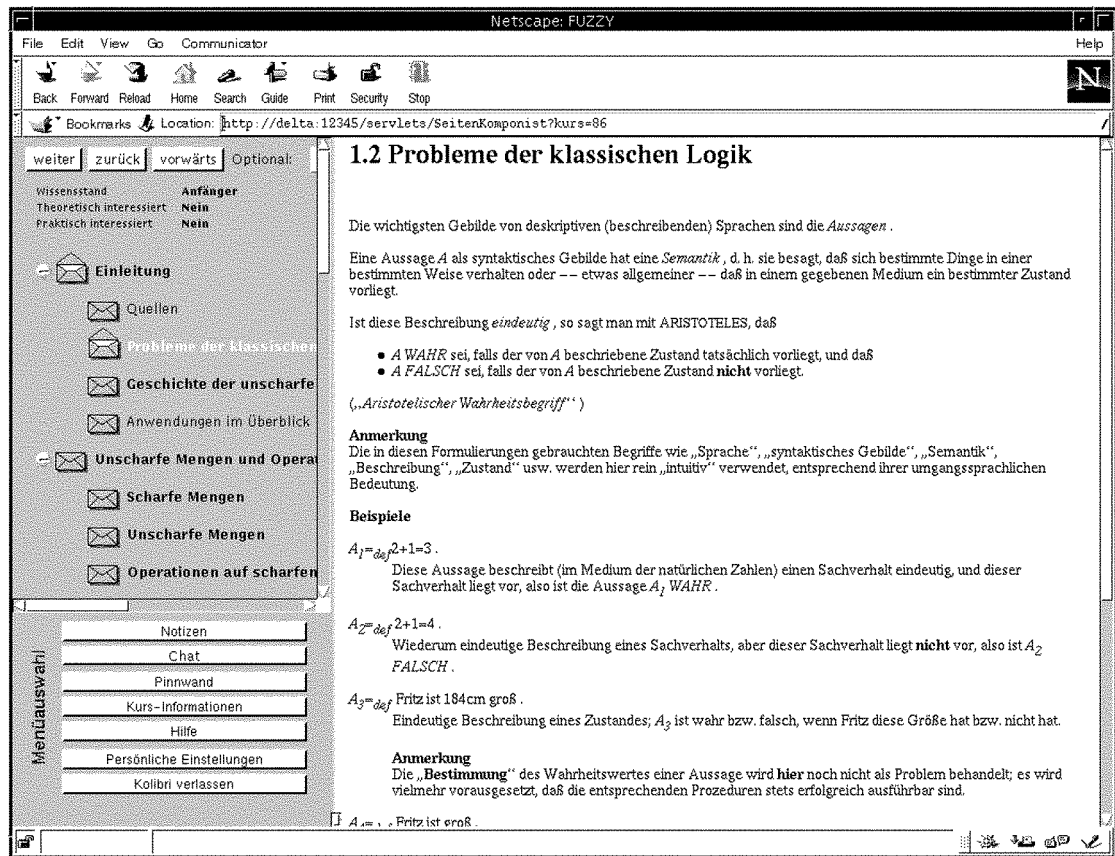 Netscape: FUZZY
File Edit View Go Communicator Help
Back Forward Reload Home Search Guide Print Security Stop
N
Bookmarks Location: http://delta:12345/servlets/SeitenKomponist?kurs=86
weiter zurück vorwärts Optional:
Wissensstand Anfänger
Theoretisch interessiert Nein
Praktisch interessiert Nein
Einleitung
Quellen
Probleme der klassischer
Geschichte der unscharfe
Anwendungen im Überblick
Unscharfe Mengen und Opera
Scharfe Mengen
Unscharfe Mengen
Operationen auf scharfen
Menüauswahl
Notizen
Chat
Pinnwand
Kurs-Informationen
Hilfe
Persönliche Einstellungen
Kolibri verlassen
1.2 Probleme der klassischen Logik
Die wichtigsten Gebilde von deskriptiven (beschreibenden) Sprachen sind die Aussagen .
Eine Aussage A als syntaktisches Gebilde hat eine Semantik , d. h. sie besagt, daß sich bestimmte Dinge in einer
bestimmten Weise verhalten oder -- etwas allgemeiner -- daß in einem gegebenen Medium ein bestimmter Zustand
vorliegt.
Ist diese Beschreibung eindeutig , so sagt man mit ARISTOTELES, daß
• A WAHR sei, falls der von A beschriebene Zustand tatsächlich vorliegt, und daß
• A FALSCH sei, falls der von A beschriebene Zustand nicht vorliegt.
(„Aristotelischer Wahrheitsbegriff“ )
Anmerkung
Die in diesen Formulierungen gebrauchten Begriffe wie „Sprache“, „syntaktisches Gebilde“, „Semantik“,
„Beschreibung“, „Zustand“ usw. werden hier rein „intuitiv“ verwendet, entsprechend ihrer umgangssprachlichen
Bedeutung.
Beispiele
A1=def2+1=3 .
Diese Aussage beschreibt (im Medium der natürlichen Zahlen) einen Sachverhalt eindeutig, und dieser
Sachverhalt liegt vor, also ist die Aussage A1 WAHR .
A2=def 2+1=4 .
Wiederum eindeutige Beschreibung eines Sachverhalts, aber dieser Sachverhalt liegt nicht vor, also ist A2
FALSCH .
A3=def Fritz ist 184cm groß .
Eindeutige Beschreibung eines Zustandes; A3 ist wahr bzw. falsch, wenn Fritz diese Größe hat bzw. nicht hat.
Anmerkung
Die „Bestimmung“ des Wahrheitswertes einer Aussage wird hier noch nicht als Problem behandelt; es wird
vielmehr vorausgesetzt, daß die entsprechenden Prozeduren stets erfolgreich ausführbar sind.
Fritz ist groß .